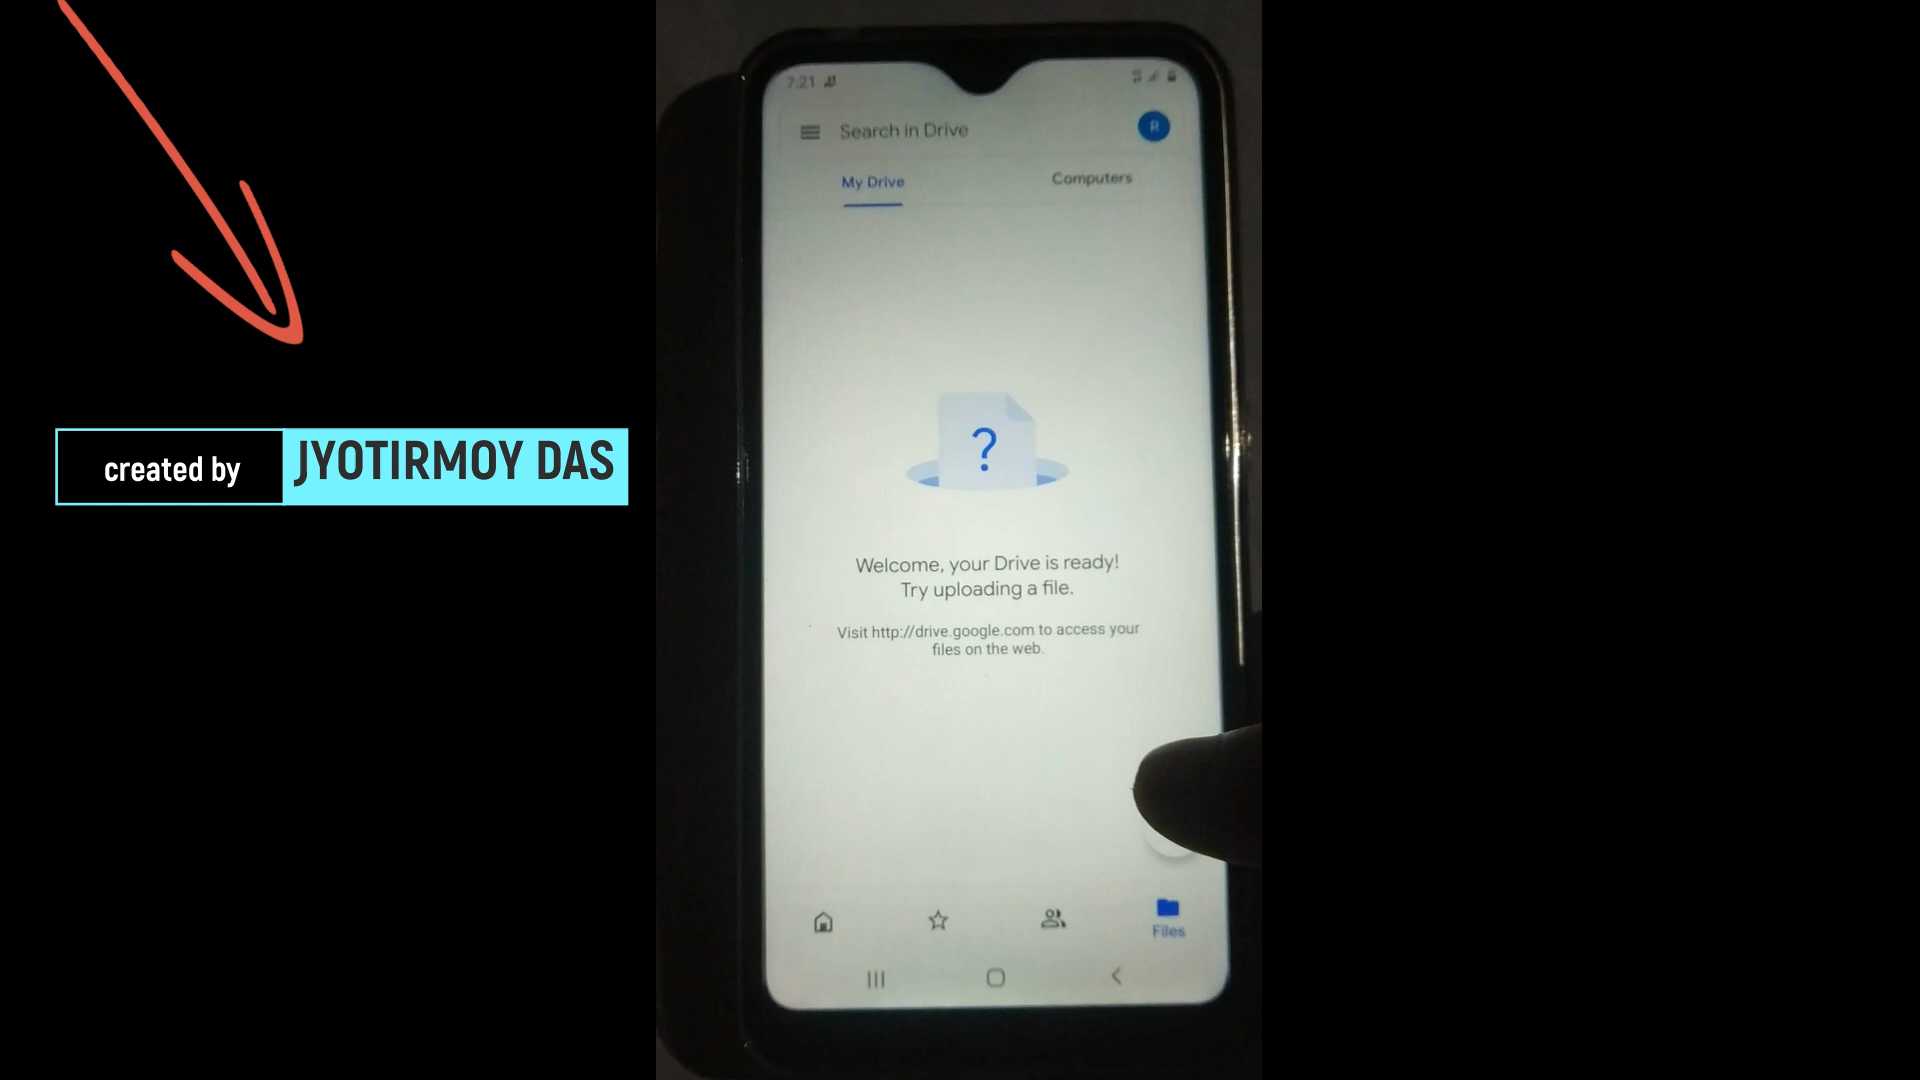 7:21
Search in Drive
R
My Drive
Computers
created by
JYOTIRMOY DAS
?
Welcome, your Drive is ready!
Try uploading a file.
Visit http://drive.google.com to access your
files on the web.
Files